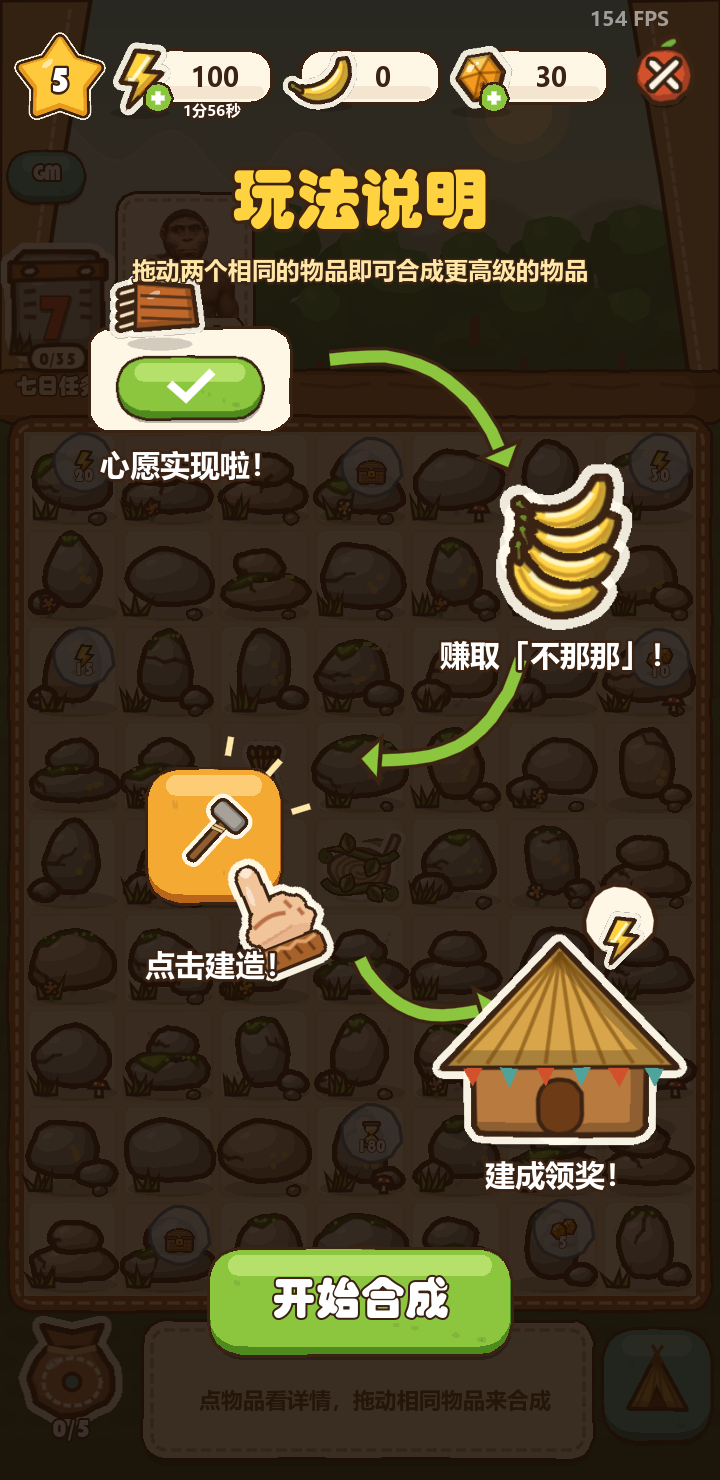 154 FPS
5
100
0
30
1分56秒
GM
玩法说明
拖动两个相同的物品即可合成更高级的物品
7
0/35
七日任
心愿实现啦！
20
30
赚取「不那那」！
15
10
点击建造！
建成领奖！
180
5
开始合成
点物品看详情，拖动相同物品来合成
0/5